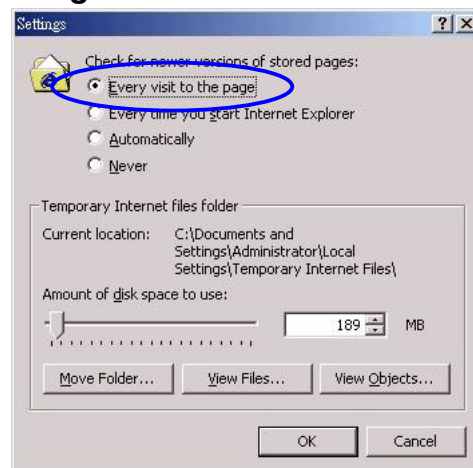 Settings
Check for newer versions of stored pages:
Every visit to the page
Every time you start Internet Explorer
Automatically
Never
Temporary Internet files folder
Current location: C:\Documents and
Settings\Administrator\Local
Settings\Temporary Internet Files\
Amount of disk space to use:
189 MB
Move Folder... View Files... View Objects...
OK Cancel